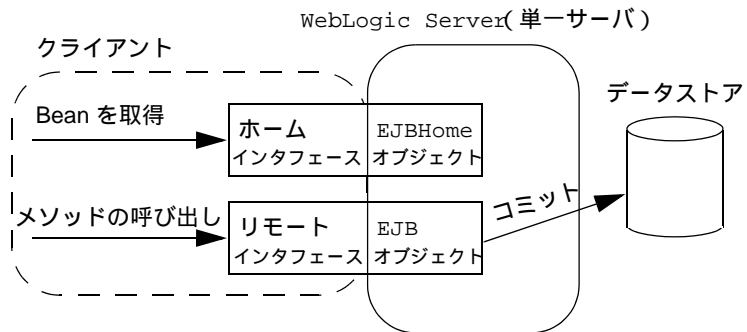 WebLogic Server(単一サーバ)
クライアント
データストア
Bean を取得
ホーム
インタフェース
EJBHome
オブジェクト
コミット
メソッドの呼び出し
リモート
インタフェース
EJB
オブジェクト